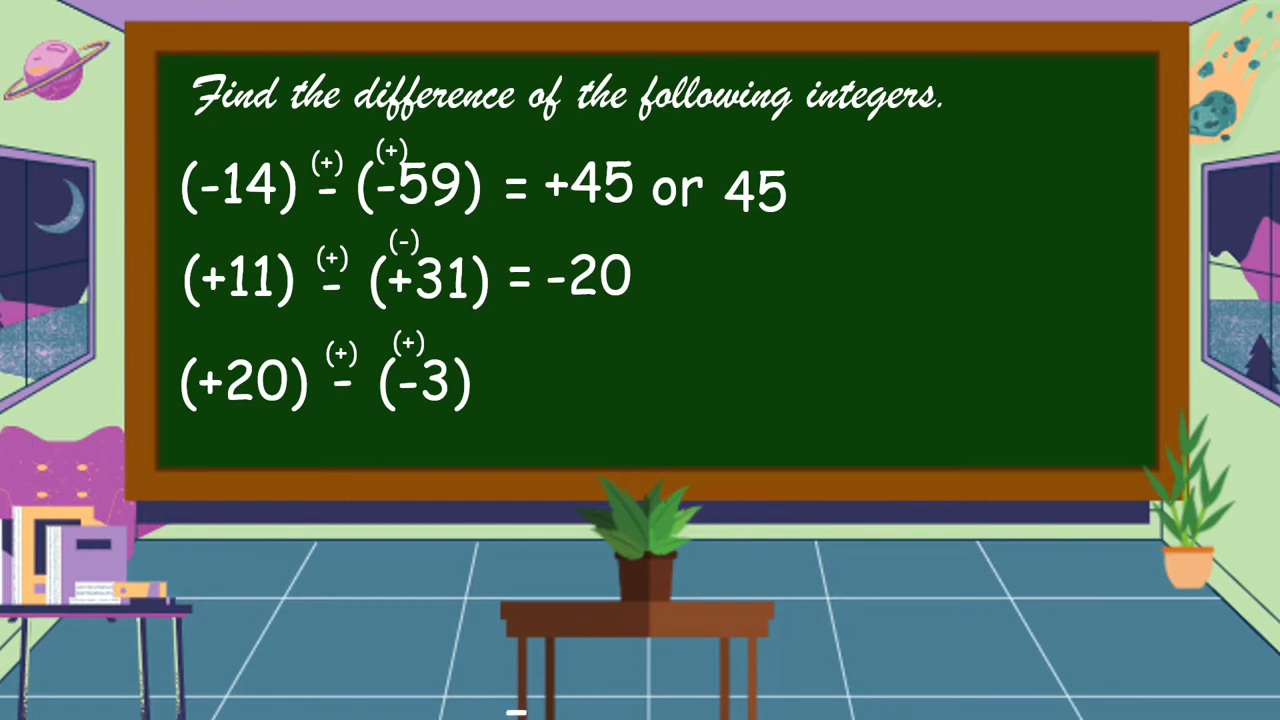 Find the difference of the following integers.
(+) (+)
(-14) - (-59) = +45 or 45
(+) (-)
(+11) - (+31) = -20
(+) (+)
(+20) - (-3)